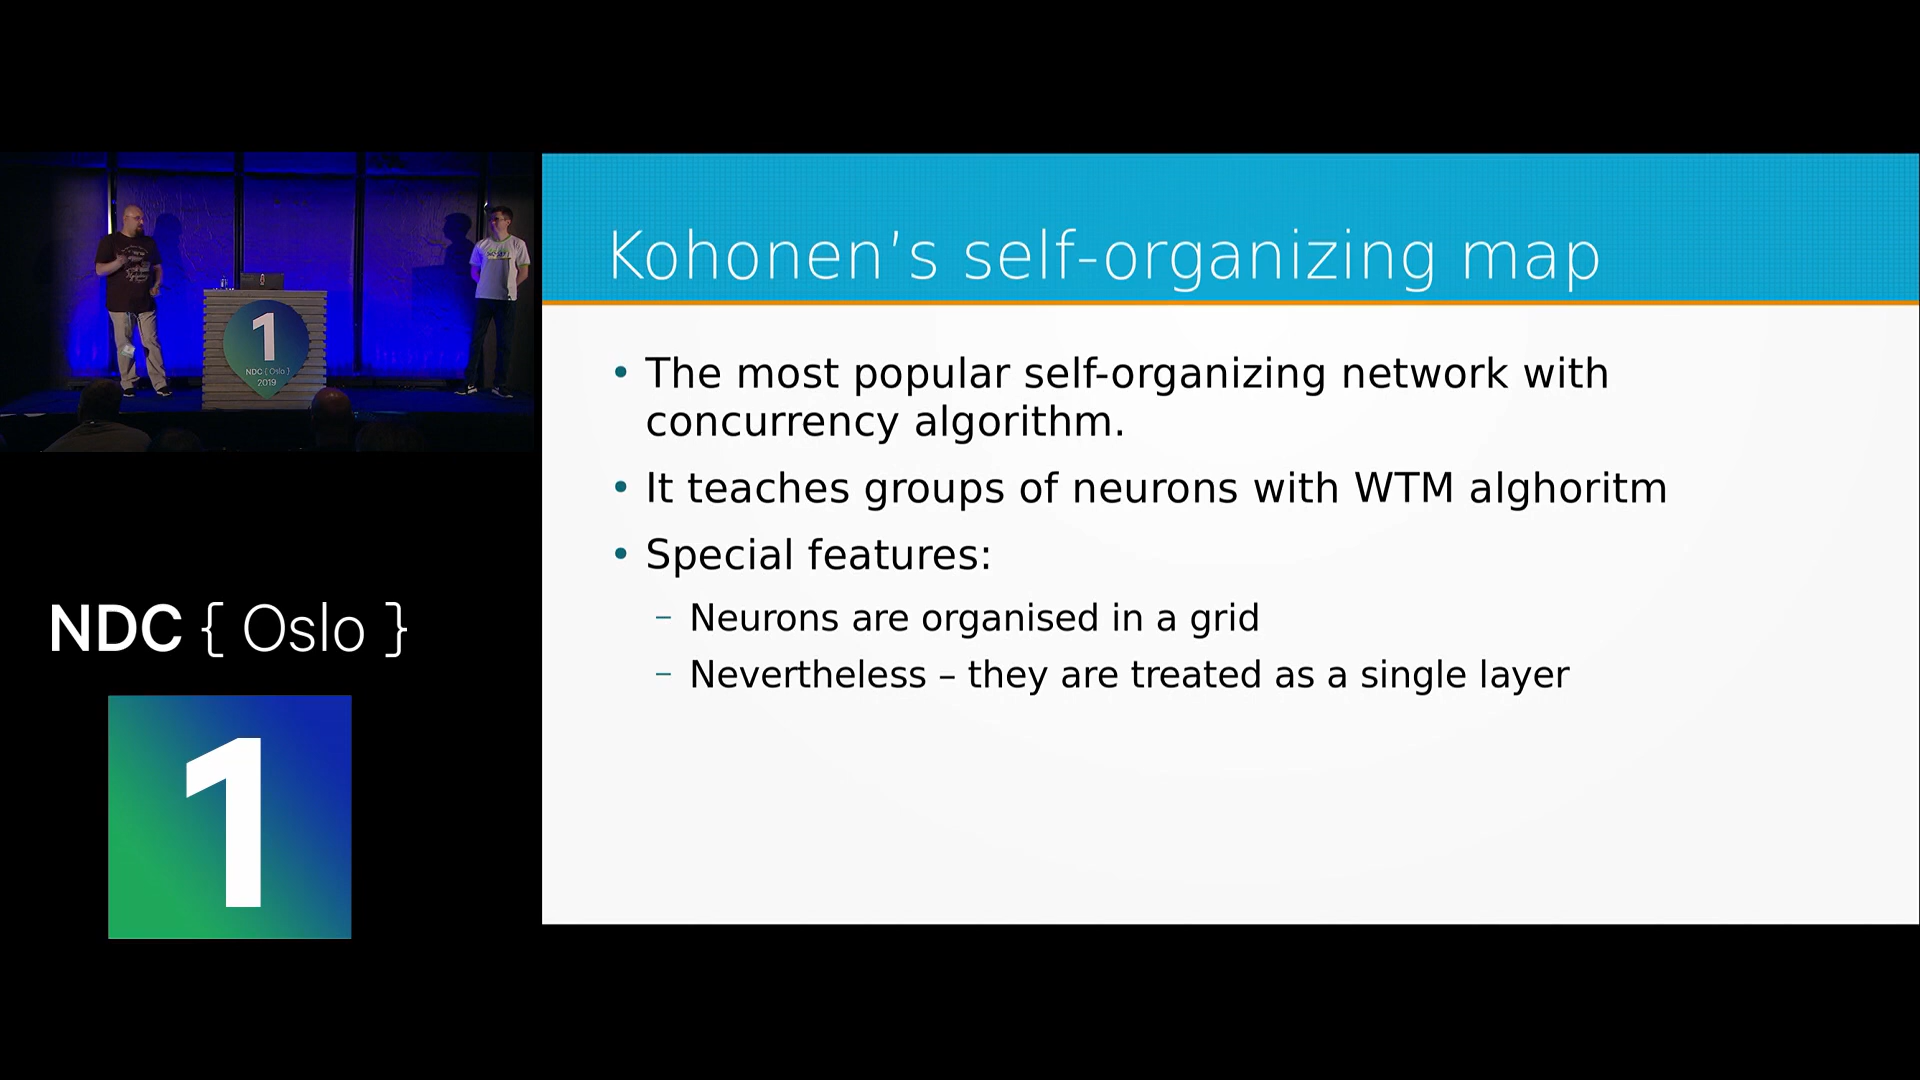 Kohonen’s self-organizing map
• The most popular self-organizing network with
concurrency algorithm.
• It teaches groups of neurons with WTM alghoritm
• Special features:
– Neurons are organised in a grid
– Nevertheless – they are treated as a single layer
1
NDC { Oslo }
2019
NDC { Oslo }
1